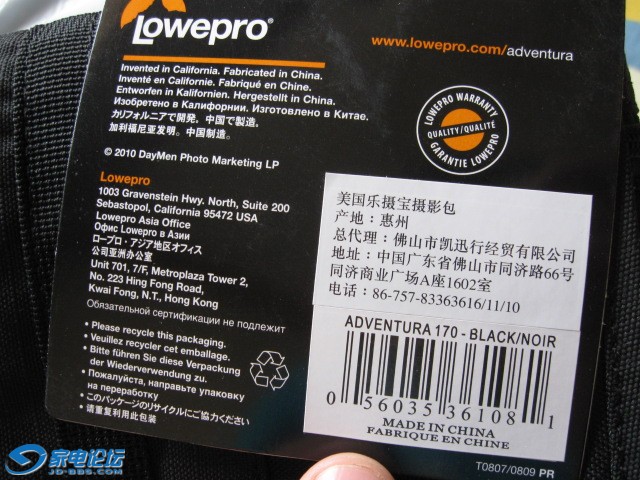 Lowepro®
www.lowepro.com/adventura
Invented in California. Fabricated in China.
Inventé en Californie. Fabriqué en Chine.
Entworfen in Kalifornien. Hergestellt in China.
Изобретено в Калифорнии. Изготовлено в Китае.
カリフォルニアで開発，中国で製造。
加利福尼亚发明。中国制造。
© 2010 DayMen Photo Marketing LP
LOWEPRO WARRANTY
QUALITY/QUALITÉ
GARANTIE LOWEPRO
Lowepro
1003 Gravenstein Hwy. North, Suite 200
Sebastopol, California 95472 USA
Lowepro Asia Office
Офис Lowepro в Азии
ロープロ・アジア地区オフィス
公司亚洲办公室
Unit 701, 7/F, Metroplaza Tower 2,
No. 223 Hing Fong Road,
Kwai Fong, N.T., Hong Kong
Обязательной сертификации не подлежит
• Please recycle this packaging.
• Veuillez recycler cet emballage.
• Bitte führen Sie diese Verpackung
der Wiederverwendung zu.
• Пожалуйста, направьте упаковку
на переработку
• このパッケージのリサイクルにご協力ください
• 请重复利用此包装
美国乐摄宝摄影包
产地：惠州
总代理：佛山市凯迅行经贸有限公司
地址：中国广东省佛山市同济路66号
同济商业广场A座1602室
电话：86-757-83363616/11/10
ADVENTURA 170 - BLACK/NOIR
0 56035 36108 1
MADE IN CHINA
FABRIQUE EN CHINE
T0807/0809 PR
家电论坛
JD-BBS.COM